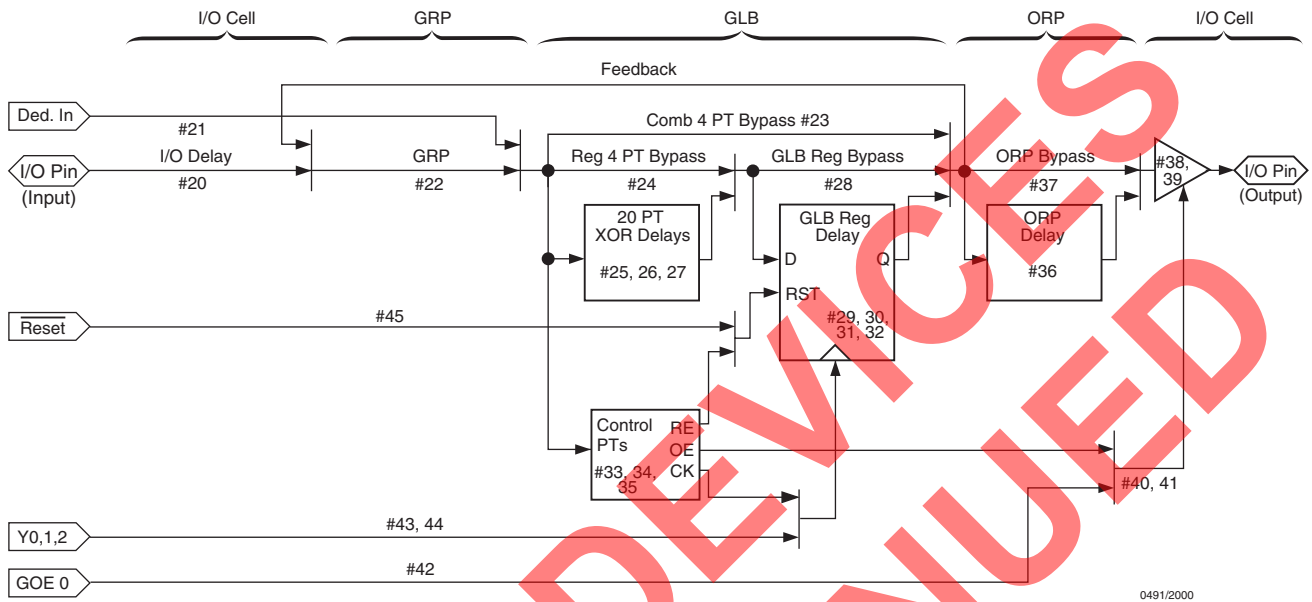 I/O Cell
GRP
GLB
ORP
I/O Cell
Feedback
Ded. In
#21
Comb 4 PT Bypass #23
I/O Pin
(Input)
I/O Delay
#20
GRP
#22
Reg 4 PT Bypass
#24
GLB Reg Bypass
#28
ORP Bypass
#37
#38,
39
I/O Pin
(Output)
20 PT
XOR Delays
#25, 26, 27
GLB Reg
Delay
D
Q
RST
#29, 30,
31, 32
ORP
Delay
#36
Reset
#45
Control
PTs
RE
OE
CK
#33, 34,
35
#40, 41
Y0,1,2
#43, 44
GOE 0
#42
0491/2000
DEVICES